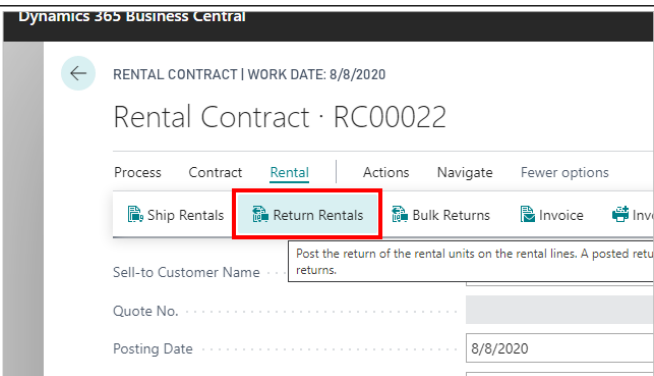 Dynamics 365 Business Central
RENTAL CONTRACT | WORK DATE: 8/8/2020
Rental Contract · RC00022
Process Contract Rental Actions Navigate Fewer options
Ship Rentals Return Rentals Bulk Returns Invoice
Post the return of the rental units on the rental lines. A posted
returns.
Sell-to Customer Name
Quote No.
Posting Date 8/8/2020